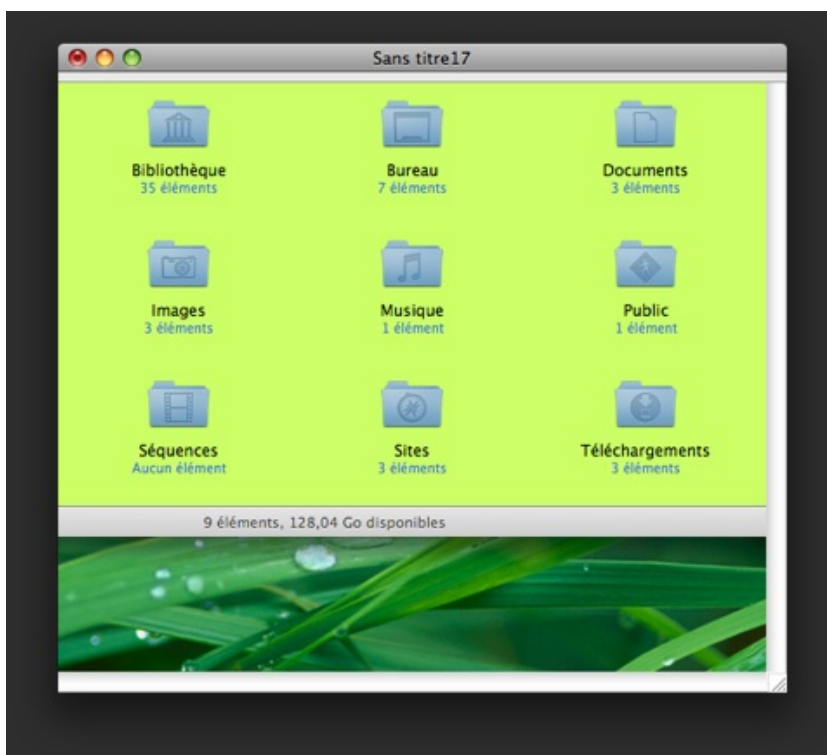 Sans titre17
Bibliothèque
35 éléments
Bureau
7 éléments
Documents
3 éléments
Images
3 éléments
Musique
1 élément
Public
1 élément
Séquences
Aucun élément
Sites
3 éléments
Téléchargements
3 éléments
9 éléments, 128,04 Go disponibles